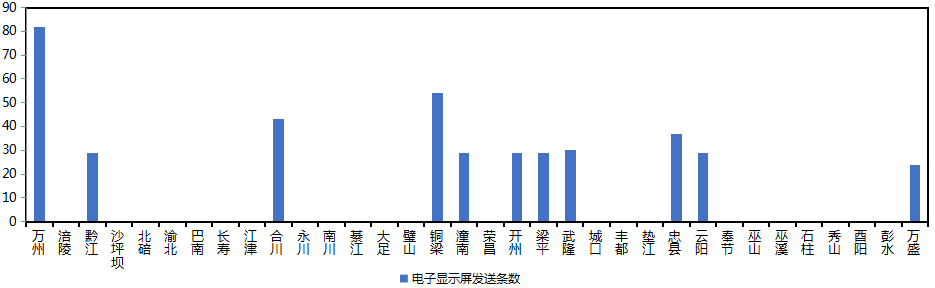 90
80
70
60
50
40
30
20
10
0
万州
涪陵
黔江
沙坪坝
北碚
渝北
巴南
长寿
江津
合川
永川
南川
綦江
大足
璧山
铜梁
潼南
荣昌
开州
梁平
武隆
城口
丰都
垫江
忠县
云阳
奉节
巫山
巫溪
石柱
秀山
酉阳
彭水
万盛
电子显示屏发送条数